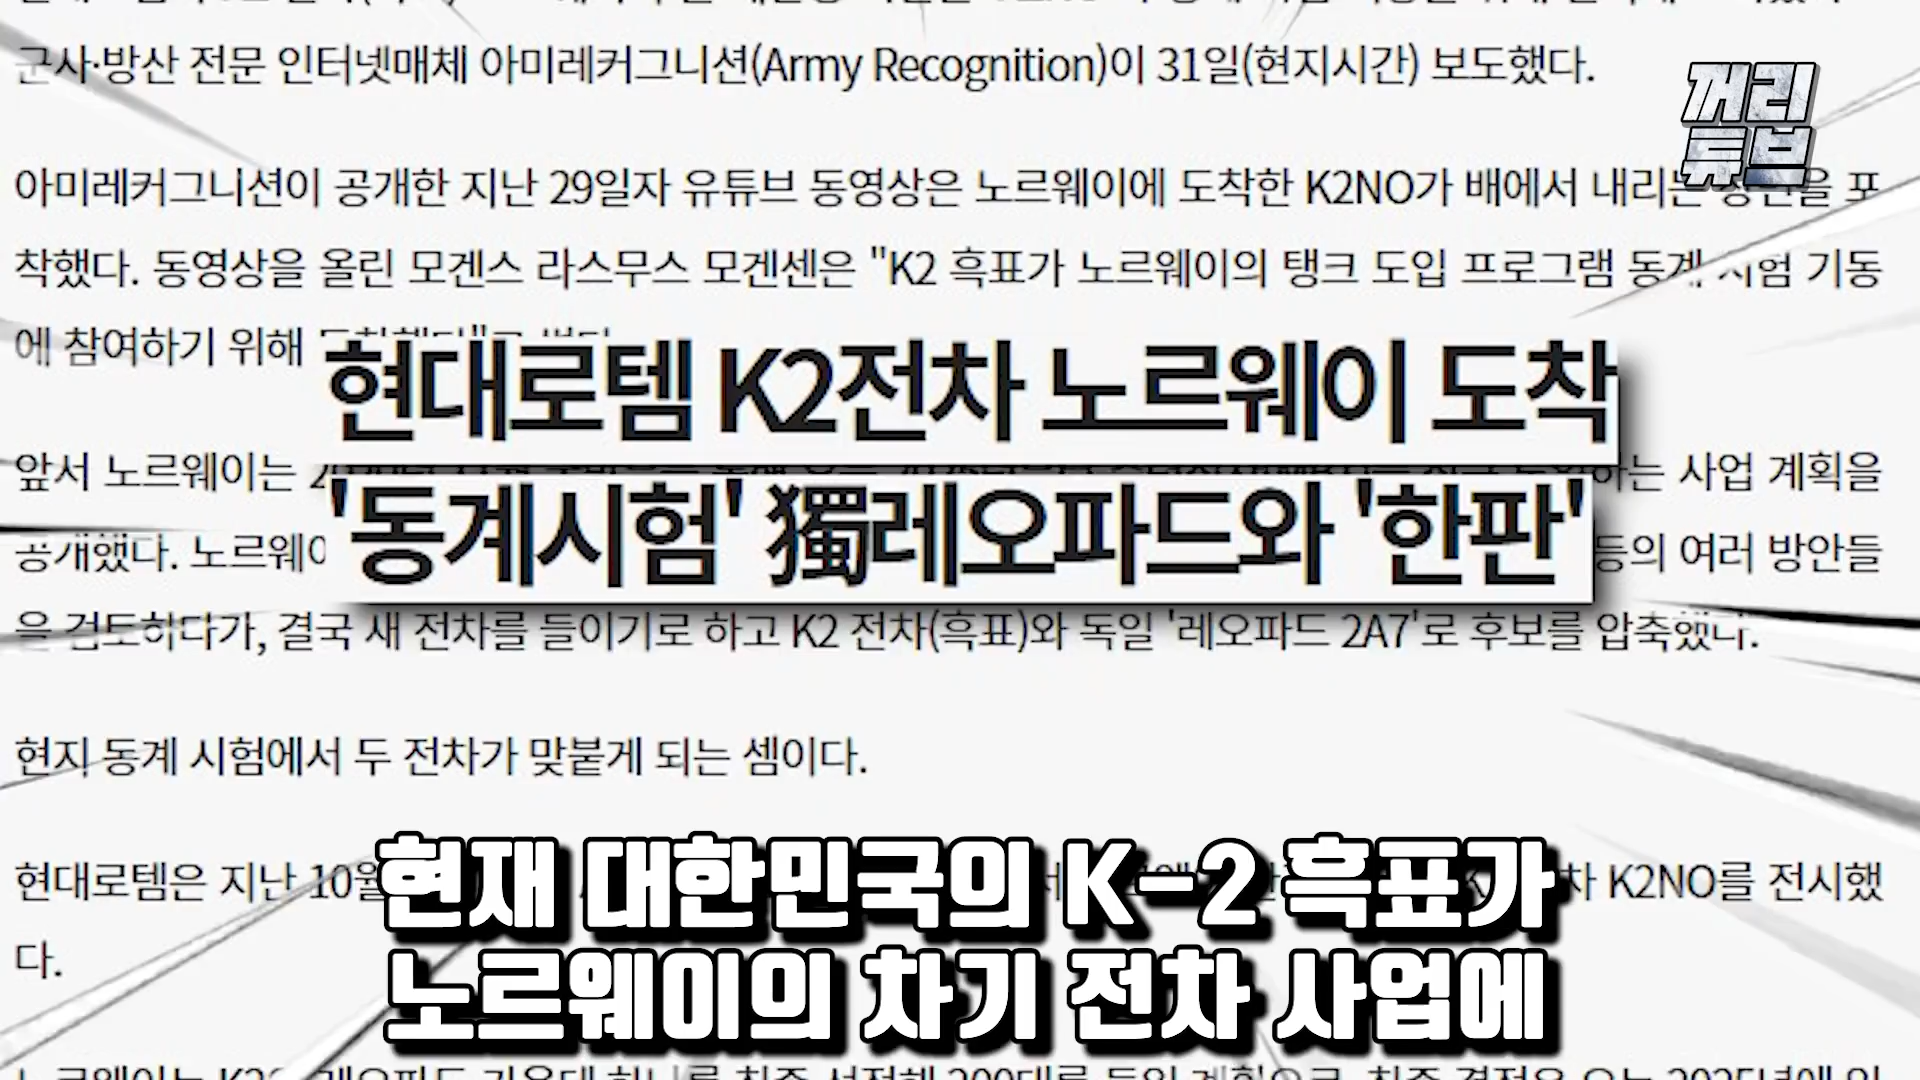 군사·방산 전문 인터넷매체 아미레커그니션(Army Recognition)이 31일(현지시간) 보도했다.
꺼리튜브
아미레커그니션이 공개한 지난 29일자 유튜브 동영상은 노르웨이에 도착한 K2NO가 배에서 내리는 장면을 포
착했다. 동영상을 올린 모겐스 라스무스 모겐센은 "K2 흑표가 노르웨이의 탱크 도입 프로그램 동계 시험 기동
에 참여하기 위해
현대로템 K2전차 노르웨이 도착
'동계시험' 獨레오파드와 '한판'
앞서 노르웨이는 하는 사업 계획을
공개했다. 등의 여러 방안들
을 검토하다가, 결국 새 전차를 들이기로 하고 K2 전차(흑표)와 독일 '레오파드 2A7'로 후보를 압축했다.
현지 동계 시험에서 두 전차가 맞붙게 되는 셈이다.
현대로템은 지난 10월 K2NO를 전시했
다.
현재 대한민국의 K-2 흑표가
노르웨이의 차기 전차 사업에